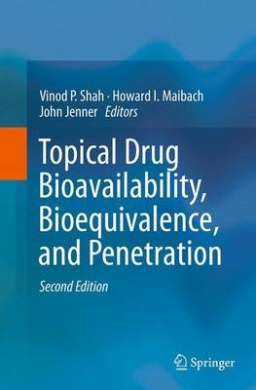 Vinod P. Shah · Howard I. Maibach
John Jenner Editors
Topical Drug
Bioavailability,
Bioequivalence,
and Penetration
Second Edition
Springer